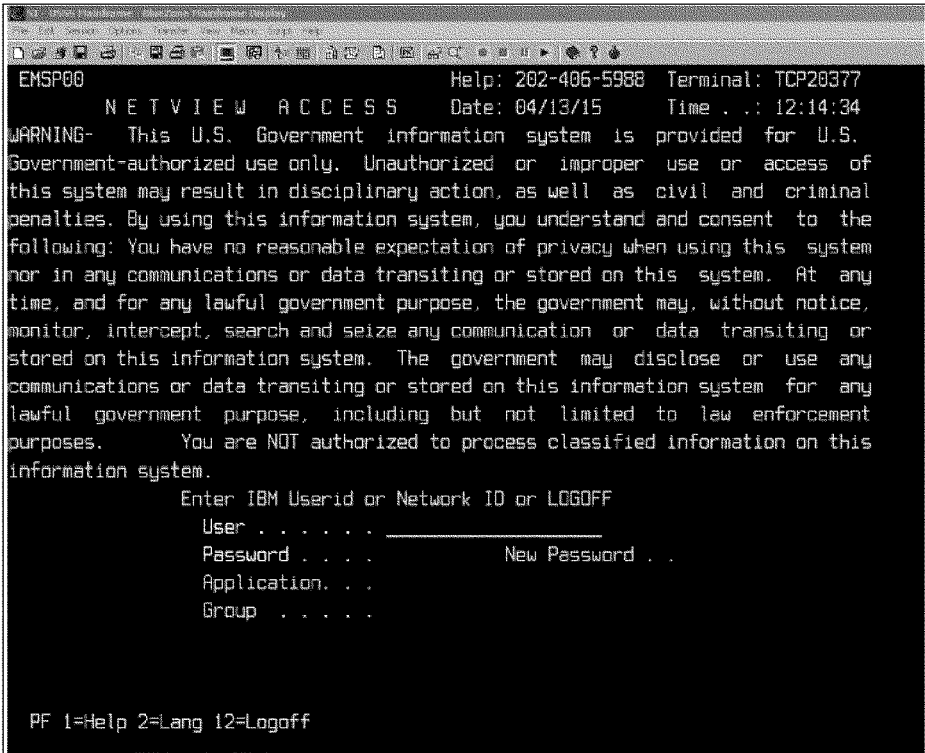 File Edit Session Options Transfer View Macro Script Help
EMSP00 Help: 202-406-5988 Terminal: TCP20377
N E T V I E W A C C E S S Date: 04/13/15 Time . .: 12:14:34
WARNING- This U.S. Government information system is provided for U.S.
Government-authorized use only. Unauthorized or improper use or access of
this system may result in disciplinary action, as well as civil and criminal
penalties. By using this information system, you understand and consent to the
following: You have no reasonable expectation of privacy when using this system
nor in any communications or data transiting or stored on this system. At any
time, and for any lawful government purpose, the government may, without notice,
monitor, intercept, search and seize any communication or data transiting or
stored on this information system. The government may disclose or use any
communications or data transiting or stored on this information system for any
lawful government purpose, including but not limited to law enforcement
purposes. You are NOT authorized to process classified information on this
information system.
Enter IBM Userid or Network ID or LOGOFF
User . . . . . .
Password . . . . New Password . .
Application. . .
Group . . . . .
PF 1=Help 2=Lang 12=Logoff